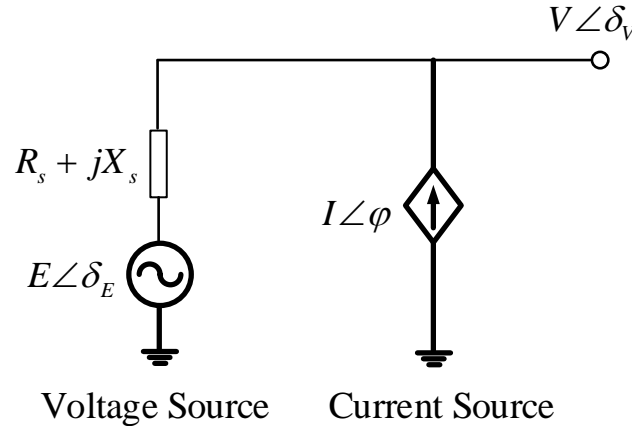 V∠δ_V
R_s + jX_s
I∠φ
E∠δ_E
Voltage Source
Current Source